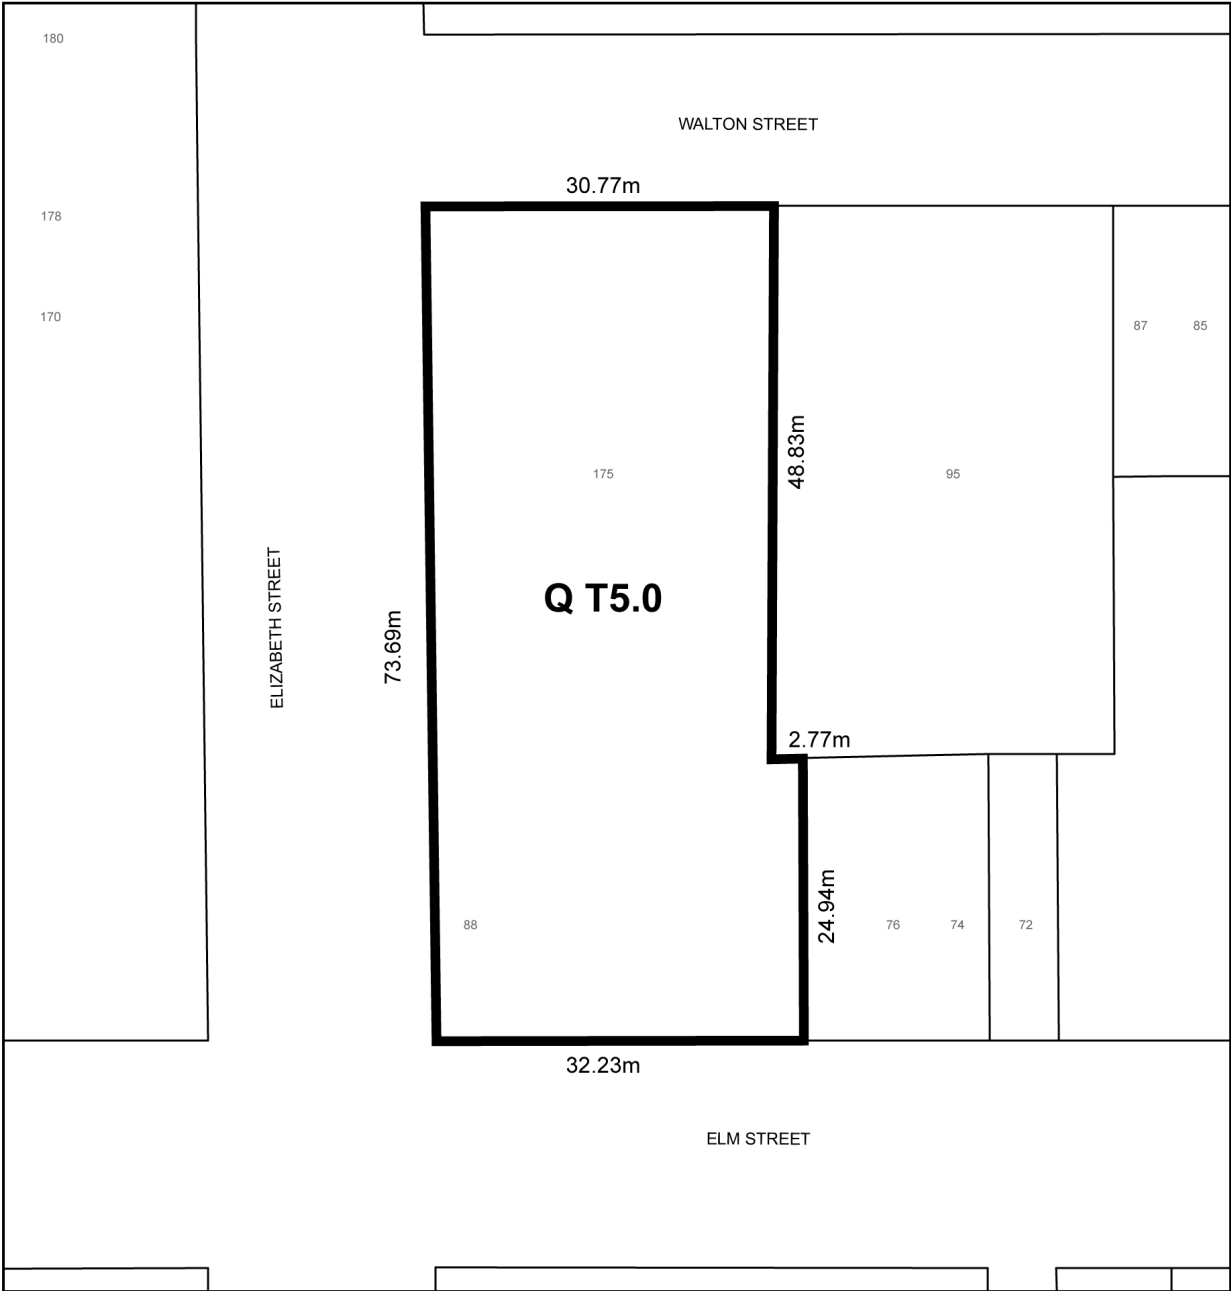 180
WALTON STREET
30.77m
178
170
87
85
48.83m
175
95
Q T5.0
ELIZABETH STREET
73.69m
2.77m
24.94m
88
76
74
72
32.23m
ELM STREET